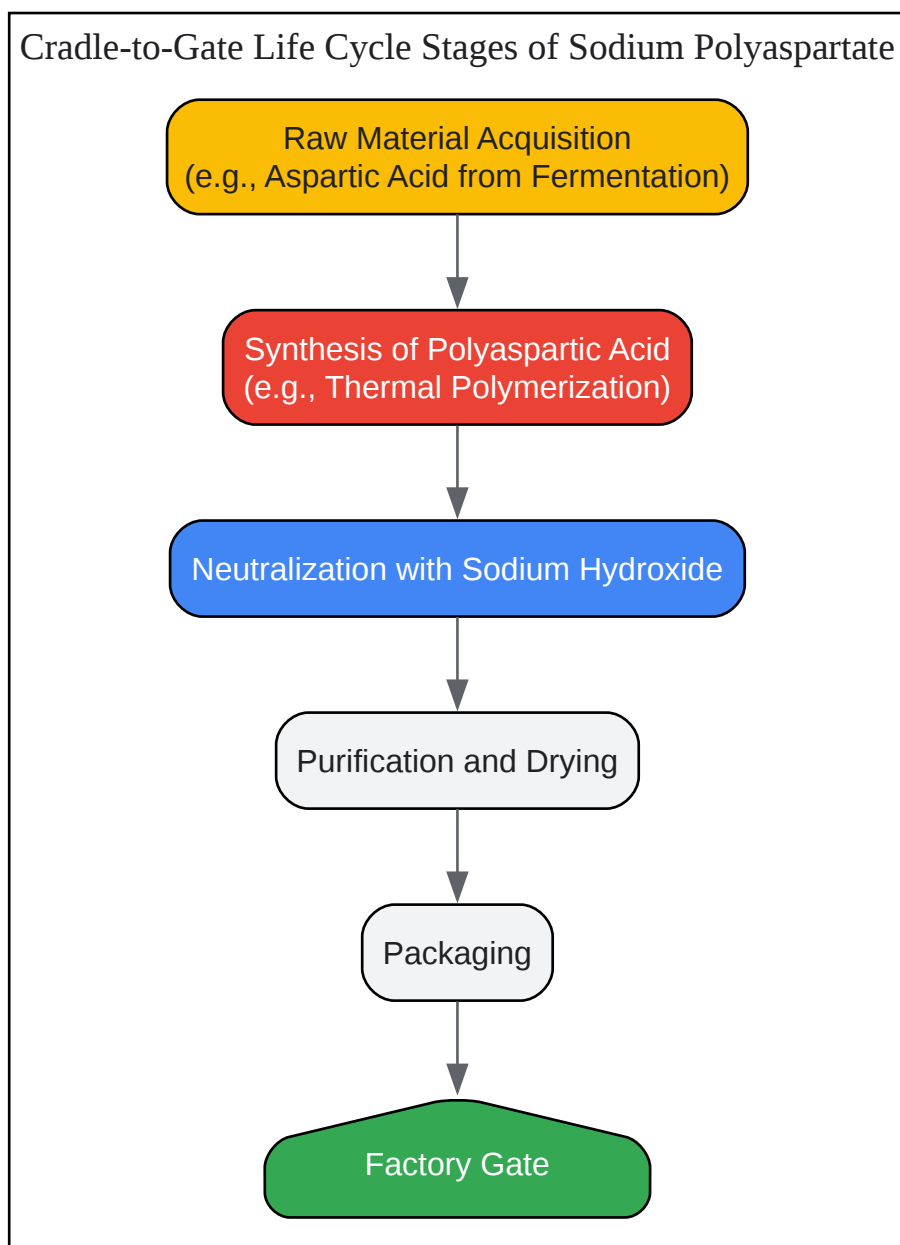 Cradle-to-Gate Life Cycle Stages of Sodium Polyaspartate
Raw Material Acquisition
(e.g., Aspartic Acid from Fermentation)
Synthesis of Polyaspartic Acid
(e.g., Thermal Polymerization)
Neutralization with Sodium Hydroxide
Purification and Drying
Packaging
Factory Gate